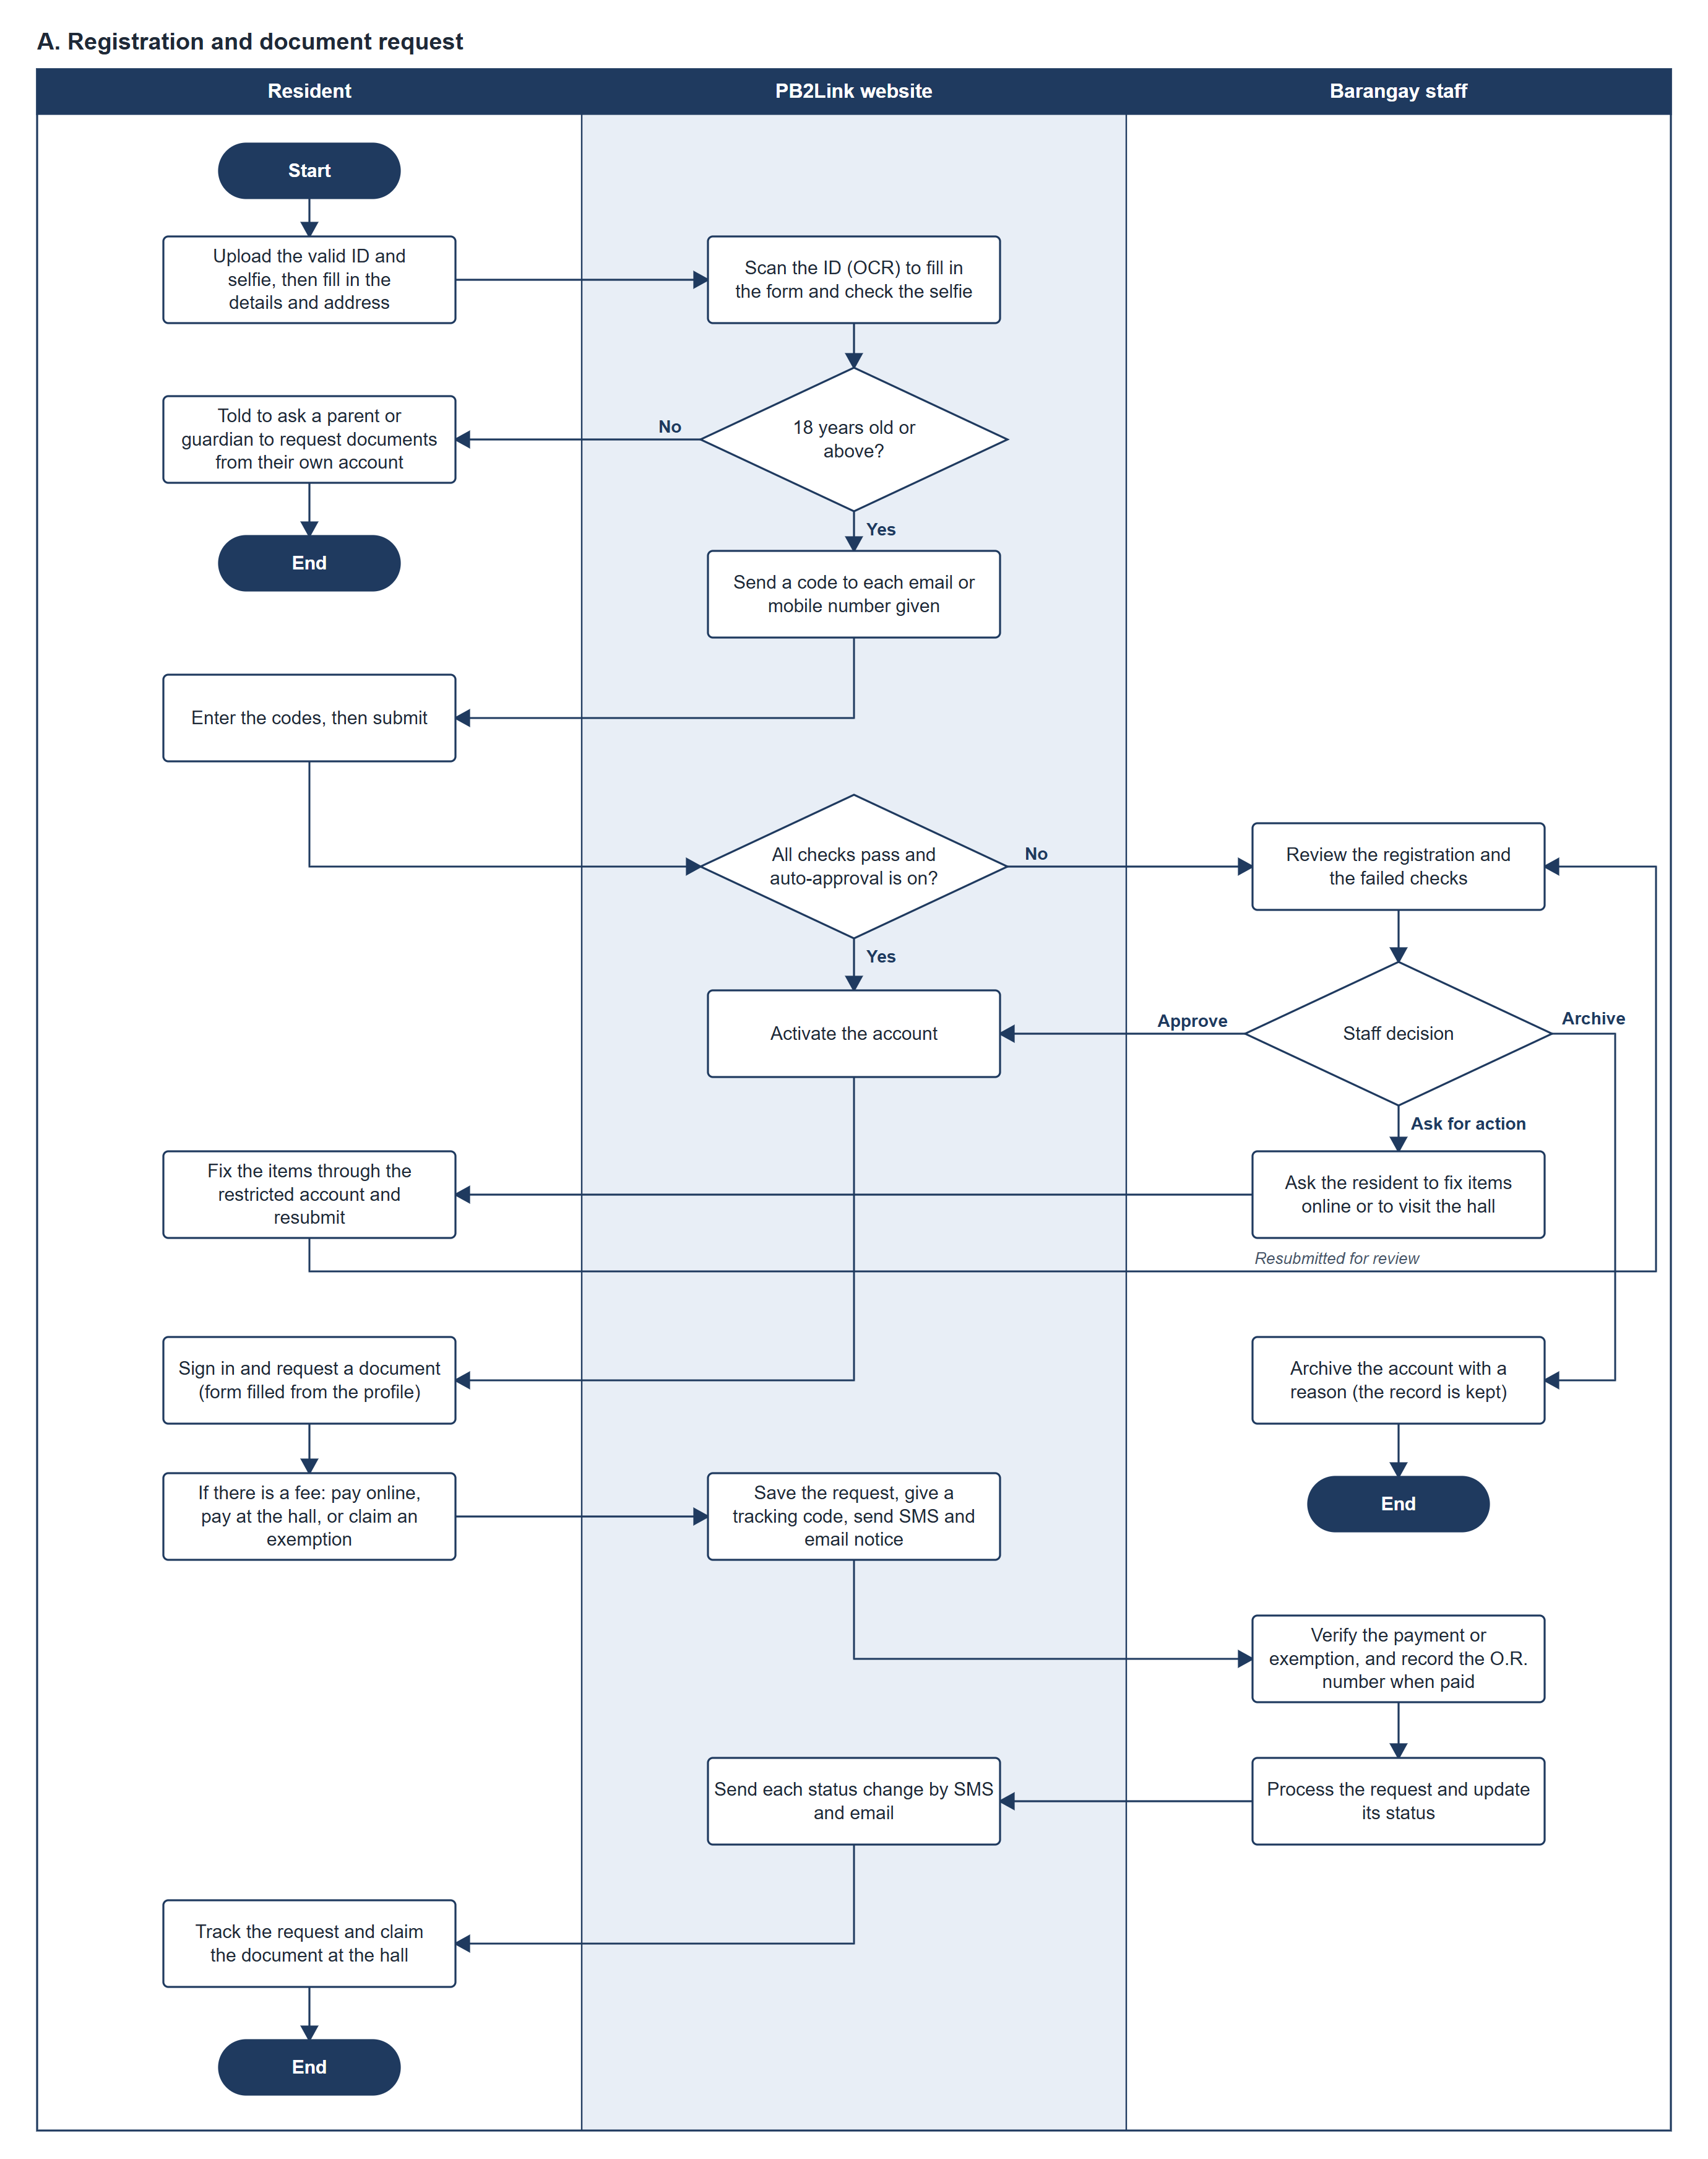 A. Registration and document request
Resident
PB2Link website
Barangay staff
Start
Upload the valid ID and
selfie, then fill in the
details and address
Scan the ID (OCR) to fill in
the form and check the selfie
Told to ask a parent or
guardian to request documents
from their own account
No
18 years old or
above?
Yes
End
Send a code to each email or
mobile number given
Enter the codes, then submit
All checks pass and
auto-approval is on?
No
Review the registration and
the failed checks
Yes
Activate the account
Approve
Staff decision
Archive
Ask for action
Fix the items through the
restricted account and
resubmit
Ask the resident to fix items
online or to visit the hall
Resubmitted for review
Sign in and request a document
(form filled from the profile)
Archive the account with a
reason (the record is kept)
If there is a fee: pay online,
pay at the hall, or claim an
exemption
Save the request, give a
tracking code, send SMS and
email notice
End
Verify the payment or
exemption, and record the O.R.
number when paid
Send each status change by SMS
and email
Process the request and update
its status
Track the request and claim
the document at the hall
End